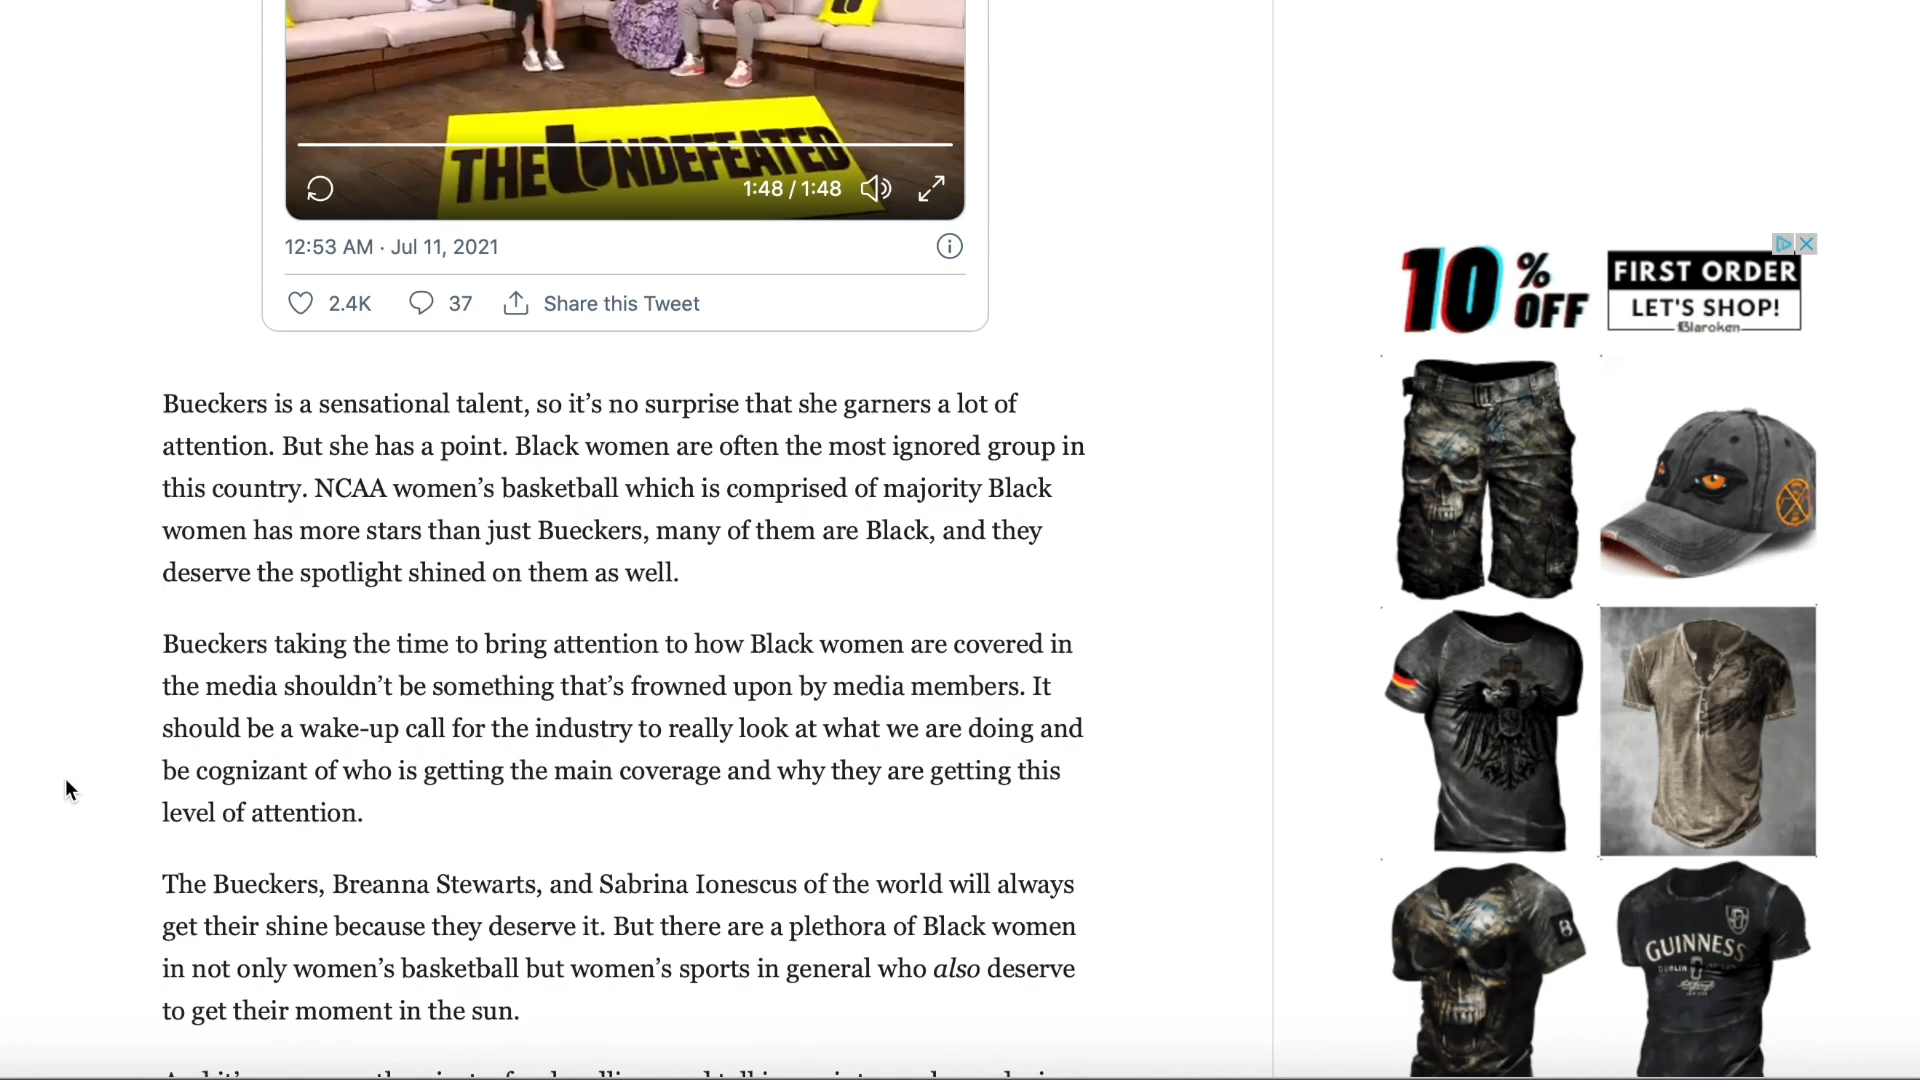 THE UNDEFEATED
1:48 / 1:48
12:53 AM · Jul 11, 2021
2.4K 37 Share this Tweet
Bueckers is a sensational talent, so it’s no surprise that she garners a lot of
attention. But she has a point. Black women are often the most ignored group in
this country. NCAA women’s basketball which is comprised of majority Black
women has more stars than just Bueckers, many of them are Black, and they
deserve the spotlight shined on them as well.
Bueckers taking the time to bring attention to how Black women are covered in
the media shouldn’t be something that’s frowned upon by media members. It
should be a wake-up call for the industry to really look at what we are doing and
be cognizant of who is getting the main coverage and why they are getting this
level of attention.
The Bueckers, Breanna Stewarts, and Sabrina Ionescus of the world will always
get their shine because they deserve it. But there are a plethora of Black women
in not only women’s basketball but women’s sports in general who also deserve
to get their moment in the sun.
10 % OFF
FIRST ORDER
LET'S SHOP!
Blaroken
GUINNESS
DUBLIN